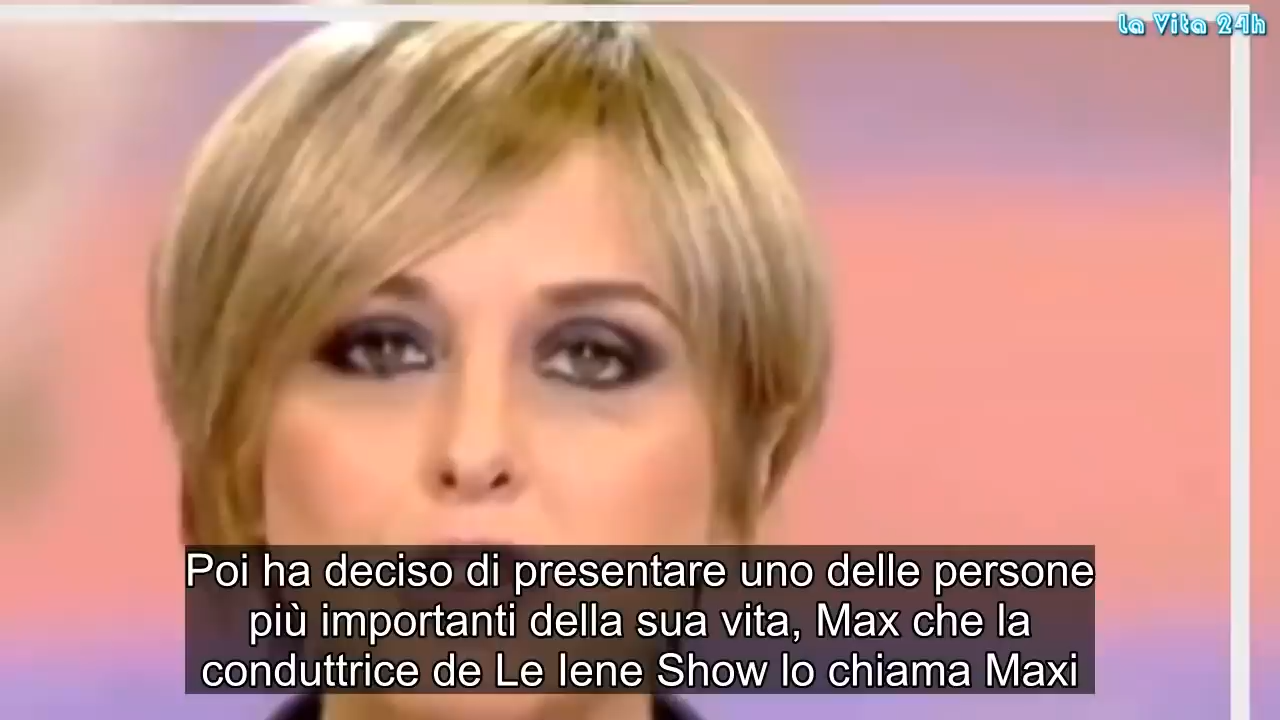 La Vita 24h
Poi ha deciso di presentare uno delle persone
più importanti della sua vita, Max che la
conduttrice de Le Iene Show lo chiama Maxi